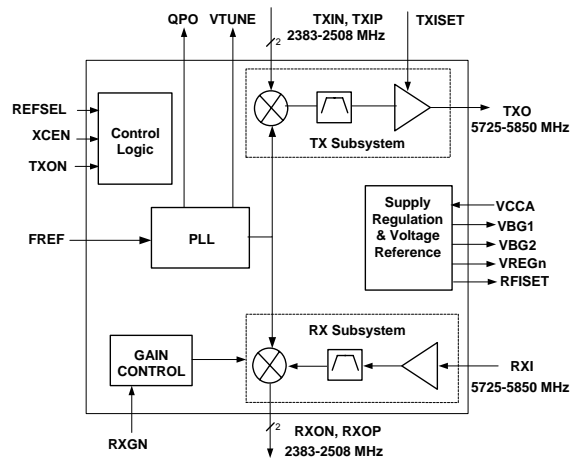 QPO
VTUNE
TXIN, TXIP
2383-2508 MHz
TXISET
2
REFSEL
XCEN
TXON
Control
Logic
TXO
5725-5850 MHz
TX Subsystem
FREF
PLL
Supply
Regulation
& Voltage
Reference
VCCA
VBG1
VBG2
VREGn
RFISET
RX Subsystem
GAIN
CONTROL
RXI
5725-5850 MHz
RXGN
2
RXON, RXOP
2383-2508 MHz